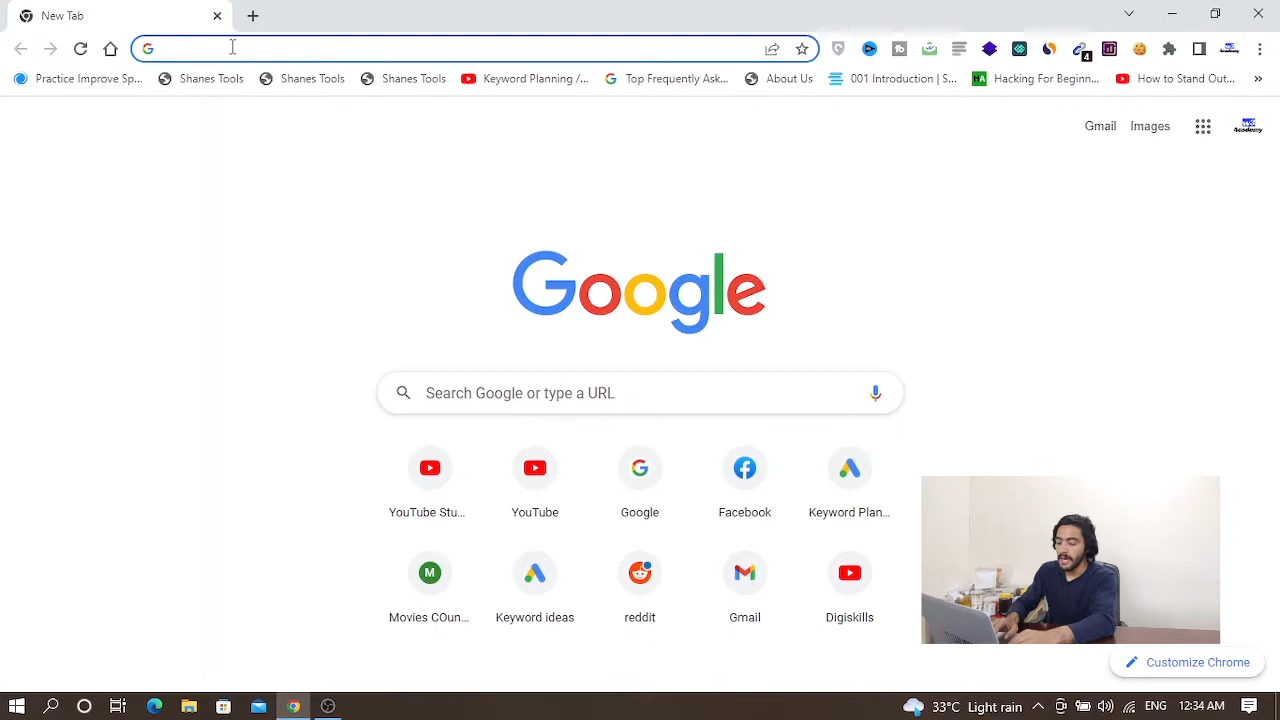 New Tab
Practice Improve Sp...
Shanes Tools
Shanes Tools
Shanes Tools
Keyword Planning /...
Top Frequently Ask...
About Us
001 Introduction | S...
Hacking For Beginn...
How to Stand Out...
»
4
Gmail
Images
Academy
Google
Search Google or type a URL
YouTube Stu...
YouTube
Google
Facebook
Keyword Plan...
M
Movies COun...
Keyword ideas
reddit
Gmail
Digiskills
Customize Chrome
33°C Light rain
ENG
12:34 AM